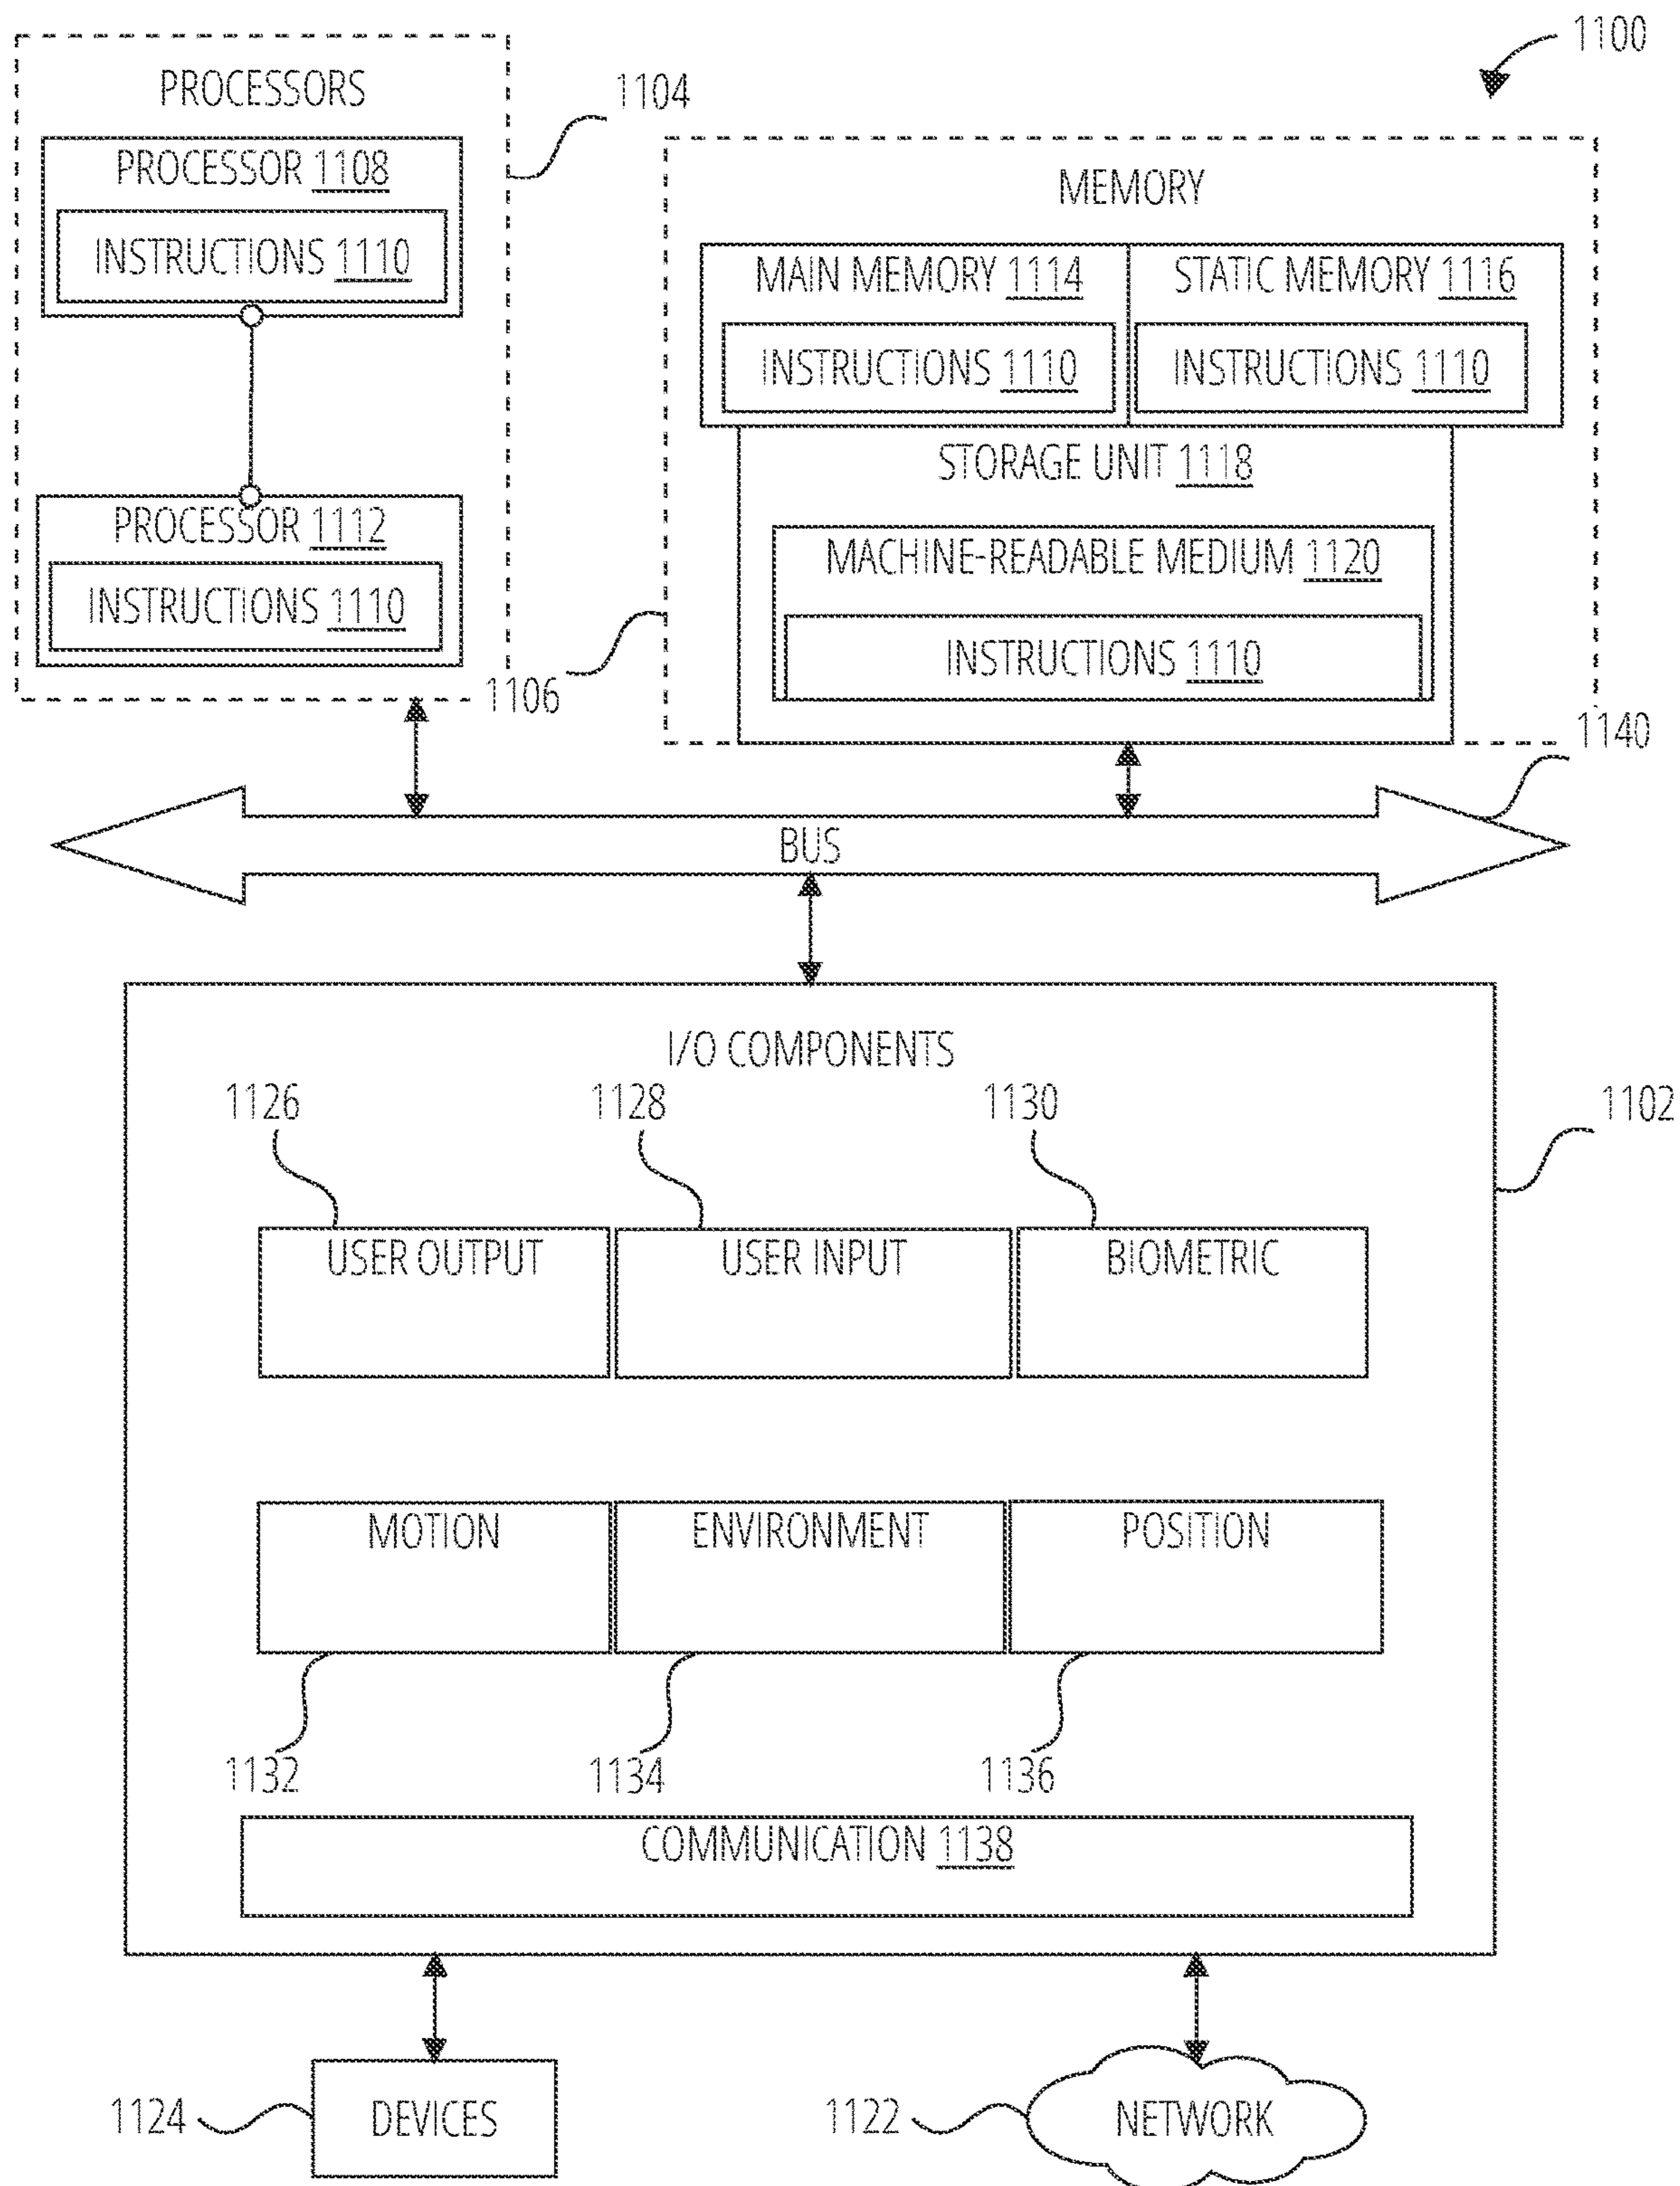 1100
PROCESSORS
1104
PROCESSOR 1108
INSTRUCTIONS 1110
MEMORY
MAIN MEMORY 1114
STATIC MEMORY 1116
INSTRUCTIONS 1110
INSTRUCTIONS 1110
STORAGE UNIT 1118
PROCESSOR 1112
INSTRUCTIONS 1110
MACHINE-READABLE MEDIUM 1120
INSTRUCTIONS 1110
1106
1140
BUS
I/O COMPONENTS
1126
1128
1130
1102
USER OUTPUT
USER INPUT
BIOMETRIC
MOTION
ENVIRONMENT
POSITION
1132
1134
1136
COMMUNICATION 1138
1124
DEVICES
1122
NETWORK